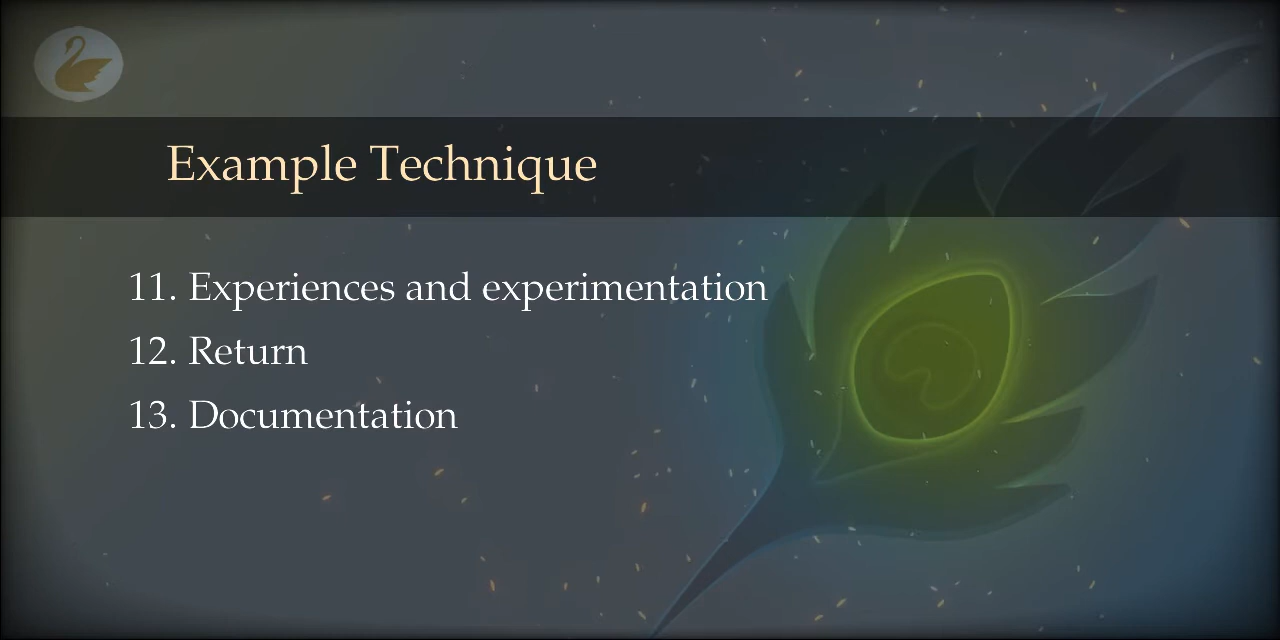 Example Technique
11. Experiences and experimentation
12. Return
13. Documentation